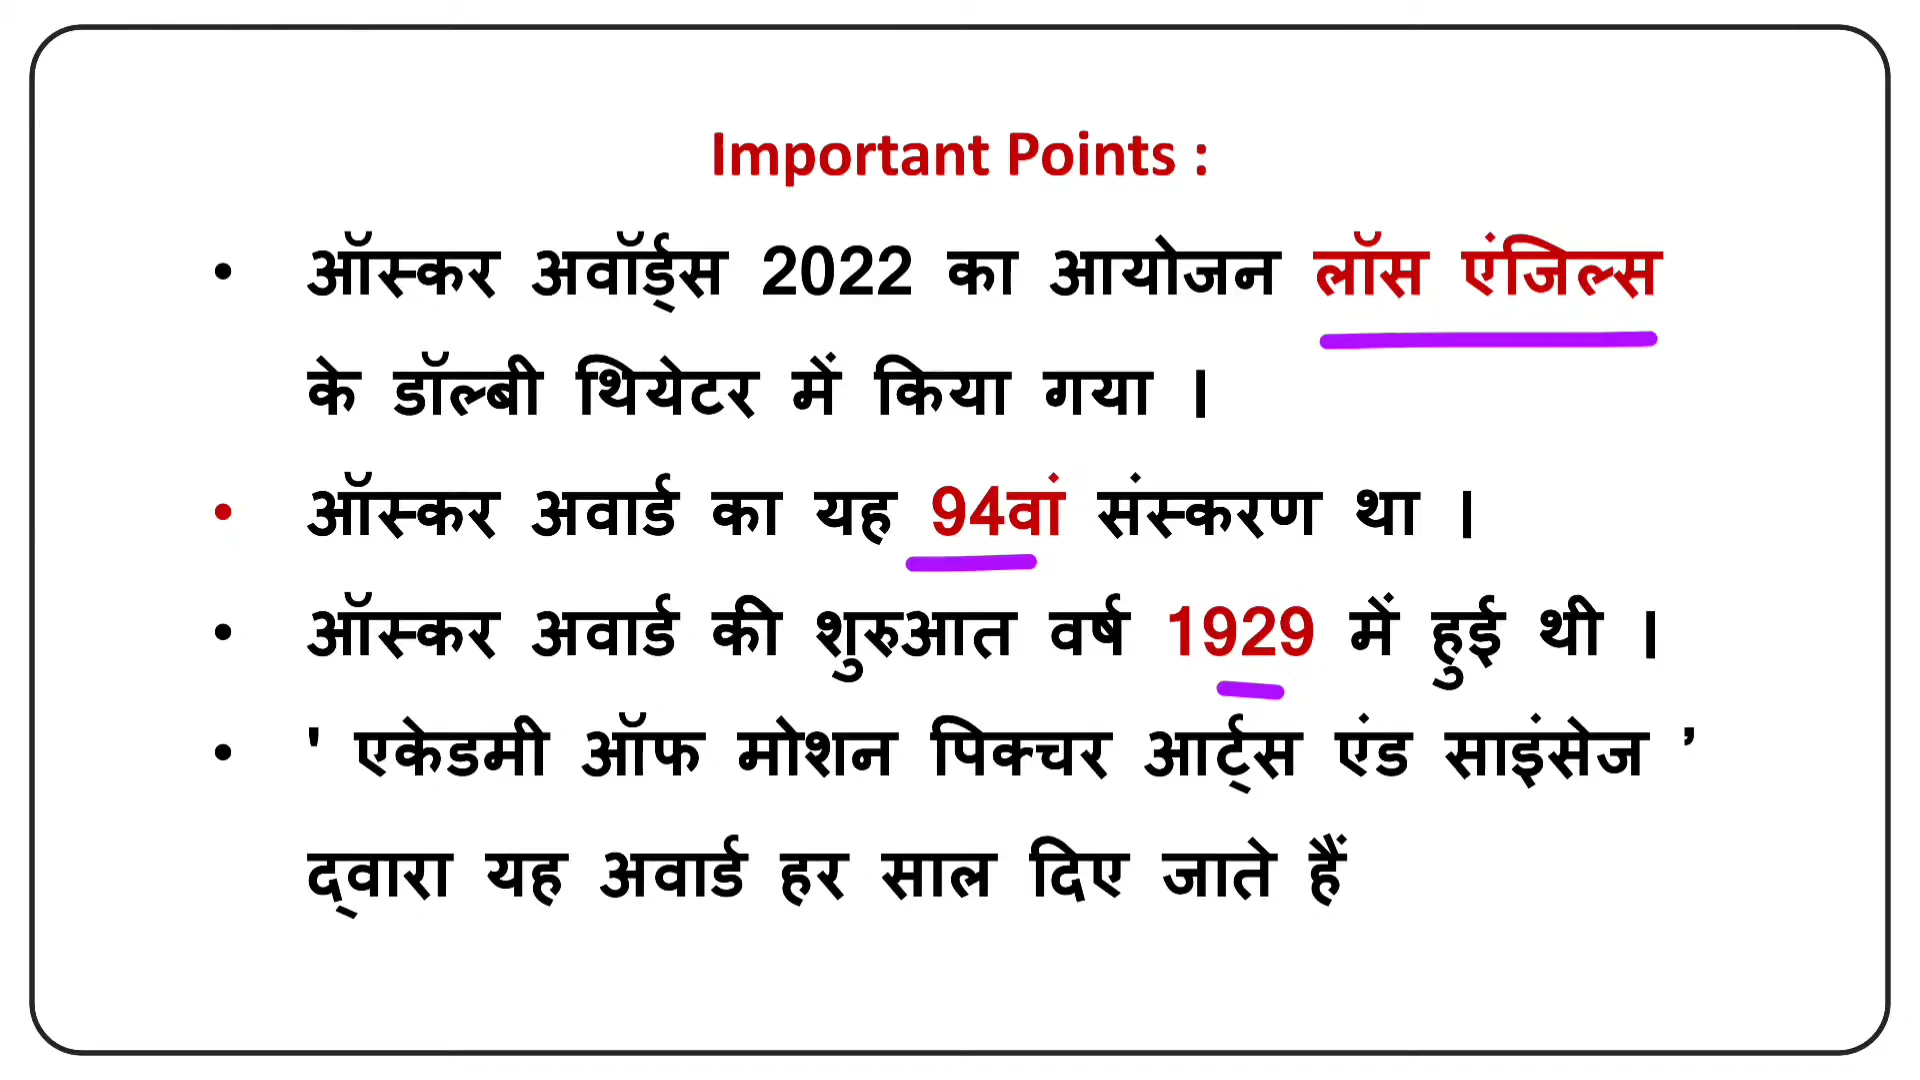 Important Points :
• ऑस्कर अवॉर्ड्स 2022 का आयोजन लॉस एंजिल्स
के डॉल्बी थियेटर में किया गया ।
• ऑस्कर अवार्ड का यह 94वां संस्करण था ।
• ऑस्कर अवार्ड की शुरुआत वर्ष 1929 में हुई थी ।
• ' एकेडमी ऑफ मोशन पिक्चर आर्ट्स एंड साइंसेज ’
द्वारा यह अवार्ड हर साल दिए जाते हैं